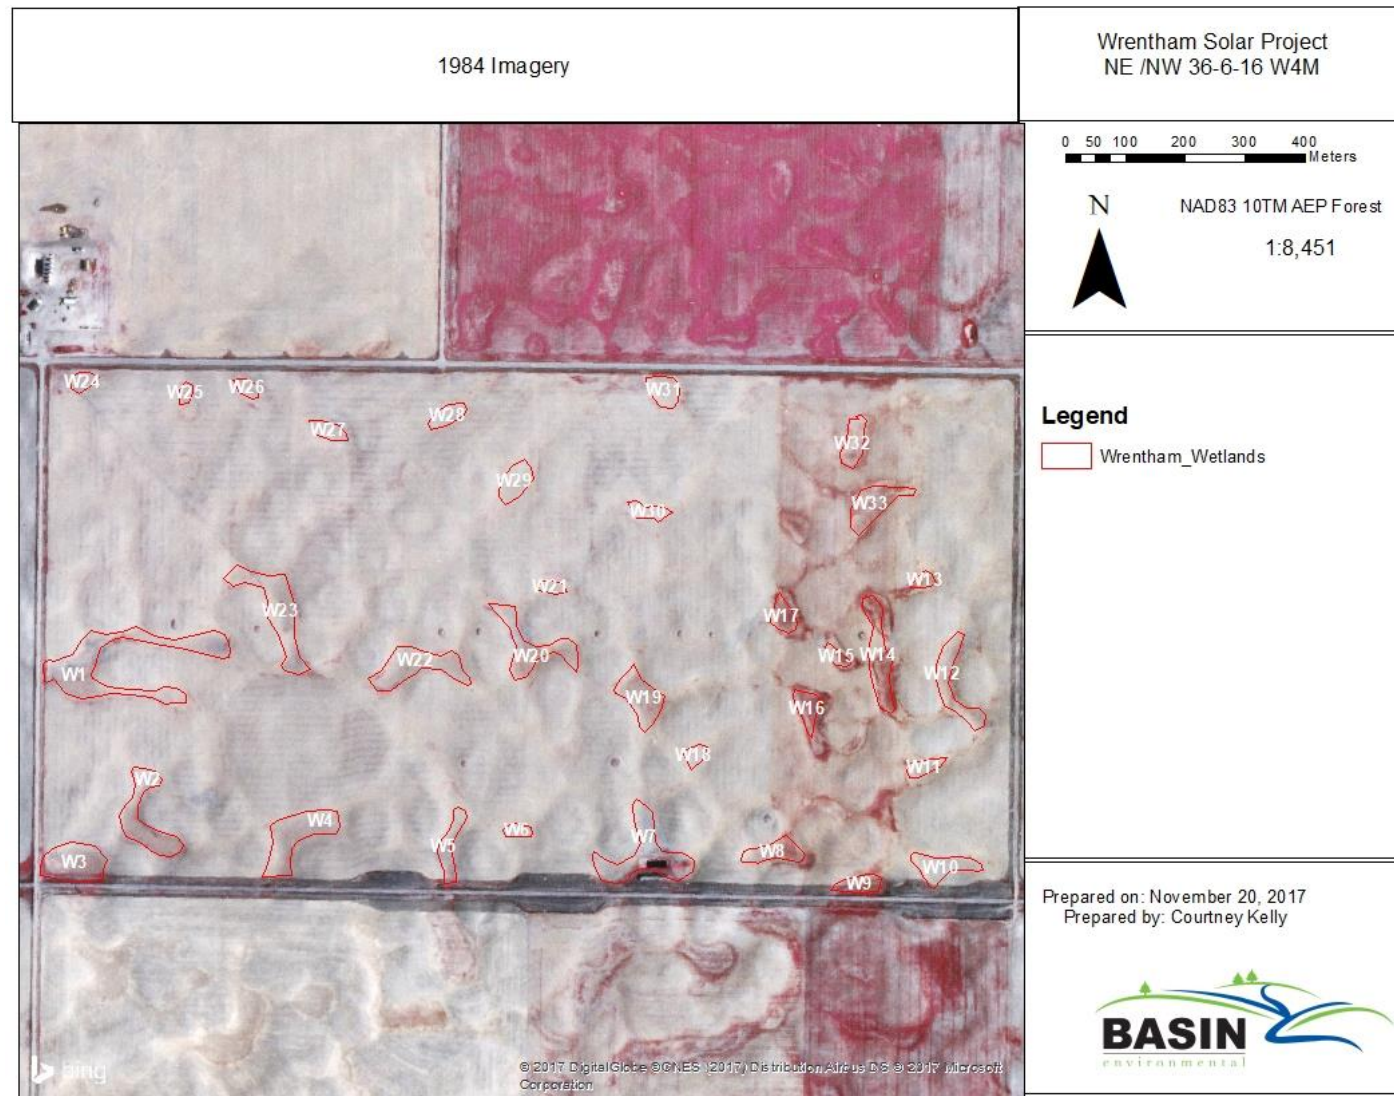 1984 Imagery
Wrentham Solar Project
NE /NW 36-6-16 W4M
0 50 100 200 300 400
Meters
N
NAD83 10TM AEP Forest
1:8,451
Legend
Wrentham_Wetlands
W24
W25
W26
W27
W28
W31
W32
W29
W30
W33
W21
W13
W23
W17
W1
W22
W20
W15
W14
W12
W19
W16
W18
W11
W2
W4
W5
W6
W7
W3
W8
W9
W10
Prepared on: November 20, 2017
Prepared by: Courtney Kelly
BASIN
environmental
bing
© 2017 DigitalGlobe ©CNES (2017) Distribution Airbus DS © 2017 Microsoft
Corporation